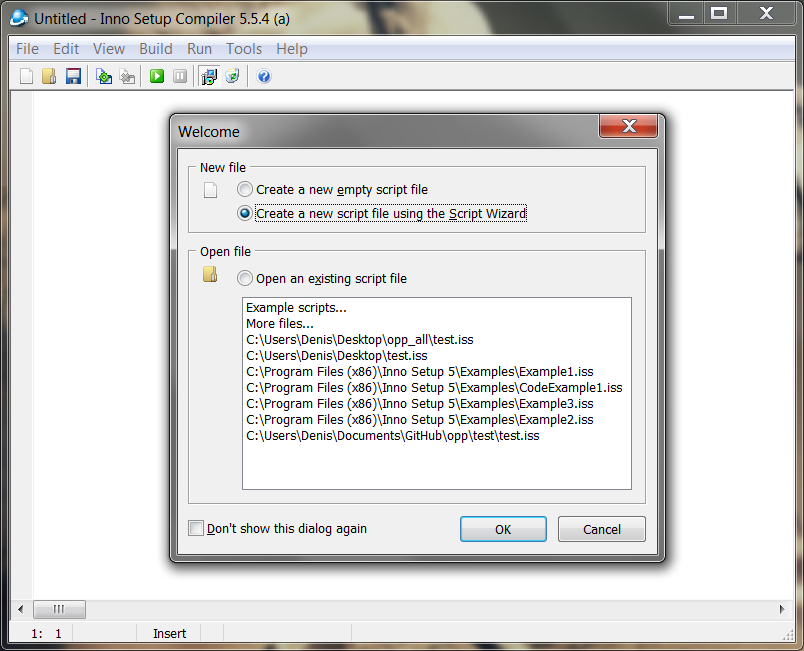 Untitled - Inno Setup Compiler 5.5.4 (a)
File Edit View Build Run Tools Help
Welcome
New file
Create a new empty script file
Create a new script file using the Script Wizard
Open file
Open an existing script file
Example scripts...
More files...
C:\Users\Denis\Desktop\opp_all\test.iss
C:\Users\Denis\Desktop\test.iss
C:\Program Files (x86)\Inno Setup 5\Examples\Example1.iss
C:\Program Files (x86)\Inno Setup 5\Examples\CodeExample1.iss
C:\Program Files (x86)\Inno Setup 5\Examples\Example3.iss
C:\Program Files (x86)\Inno Setup 5\Examples\Example2.iss
C:\Users\Denis\Documents\GitHub\opp\test\test.iss
Don't show this dialog again
OK Cancel
1: 1 Insert